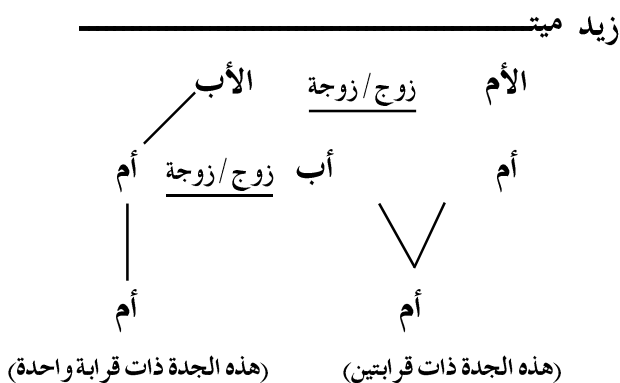 زيد ميت
الأم زوج/زوجة الأب
أم أب زوج/زوجة أم
أم أم
(هذه الجدة ذات قرابتين) (هذه الجدة ذات قرابة واحدة)